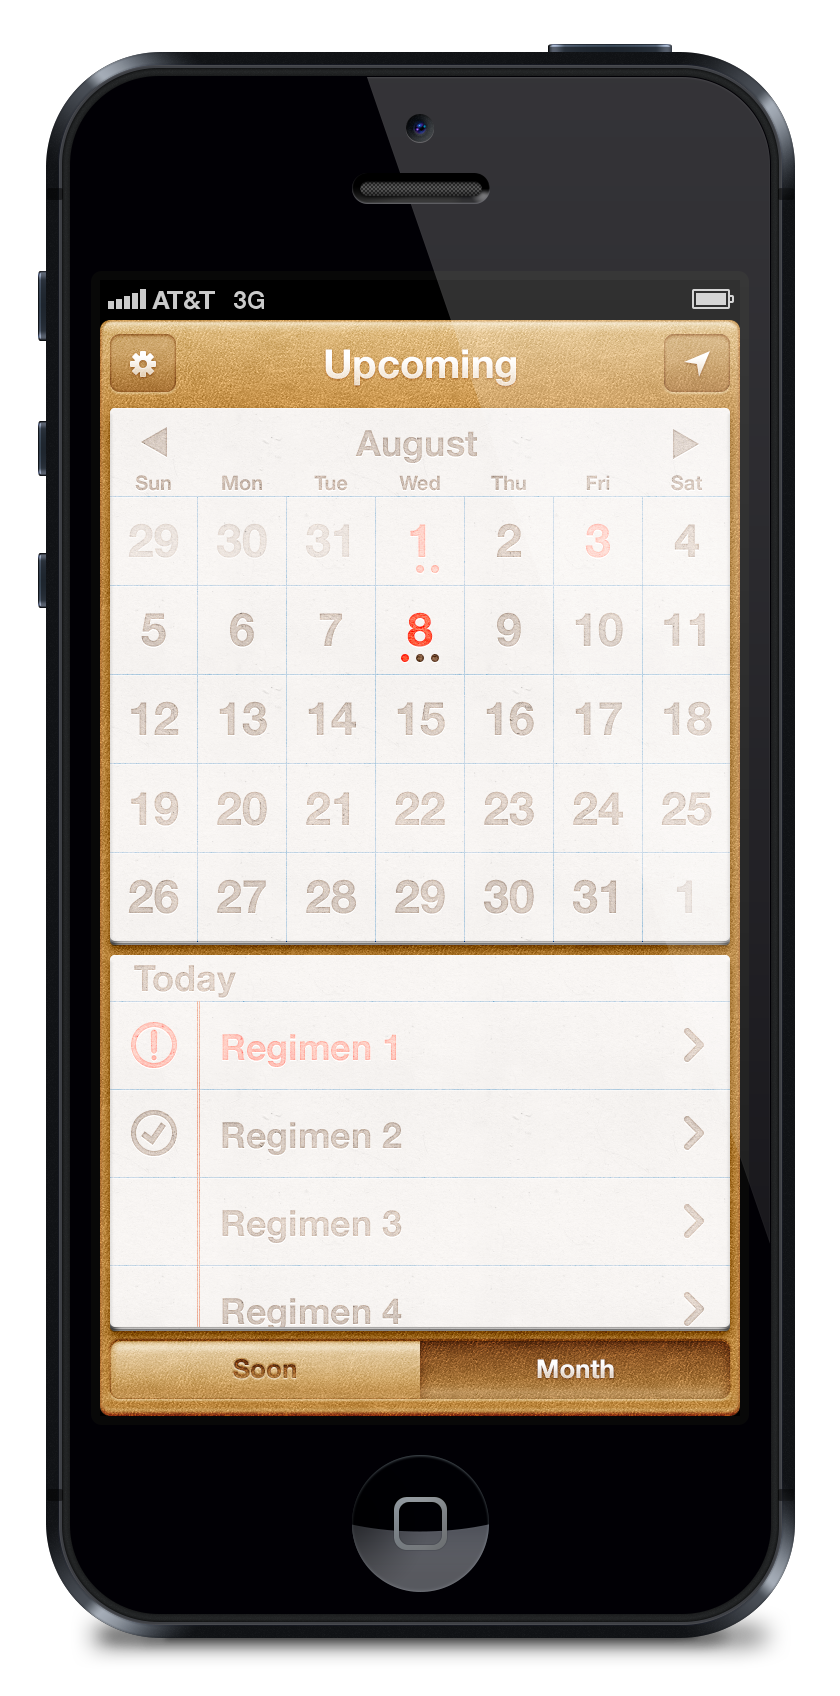 AT&T 3G
Upcoming
August
Sun Mon Tue Wed Thu Fri Sat
29 30 31 1 2 3 4
5 6 7 8 9 10 11
12 13 14 15 16 17 18
19 20 21 22 23 24 25
26 27 28 29 30 31 1
Today
Regimen 1
Regimen 2
Regimen 3
Regimen 4
Soon Month